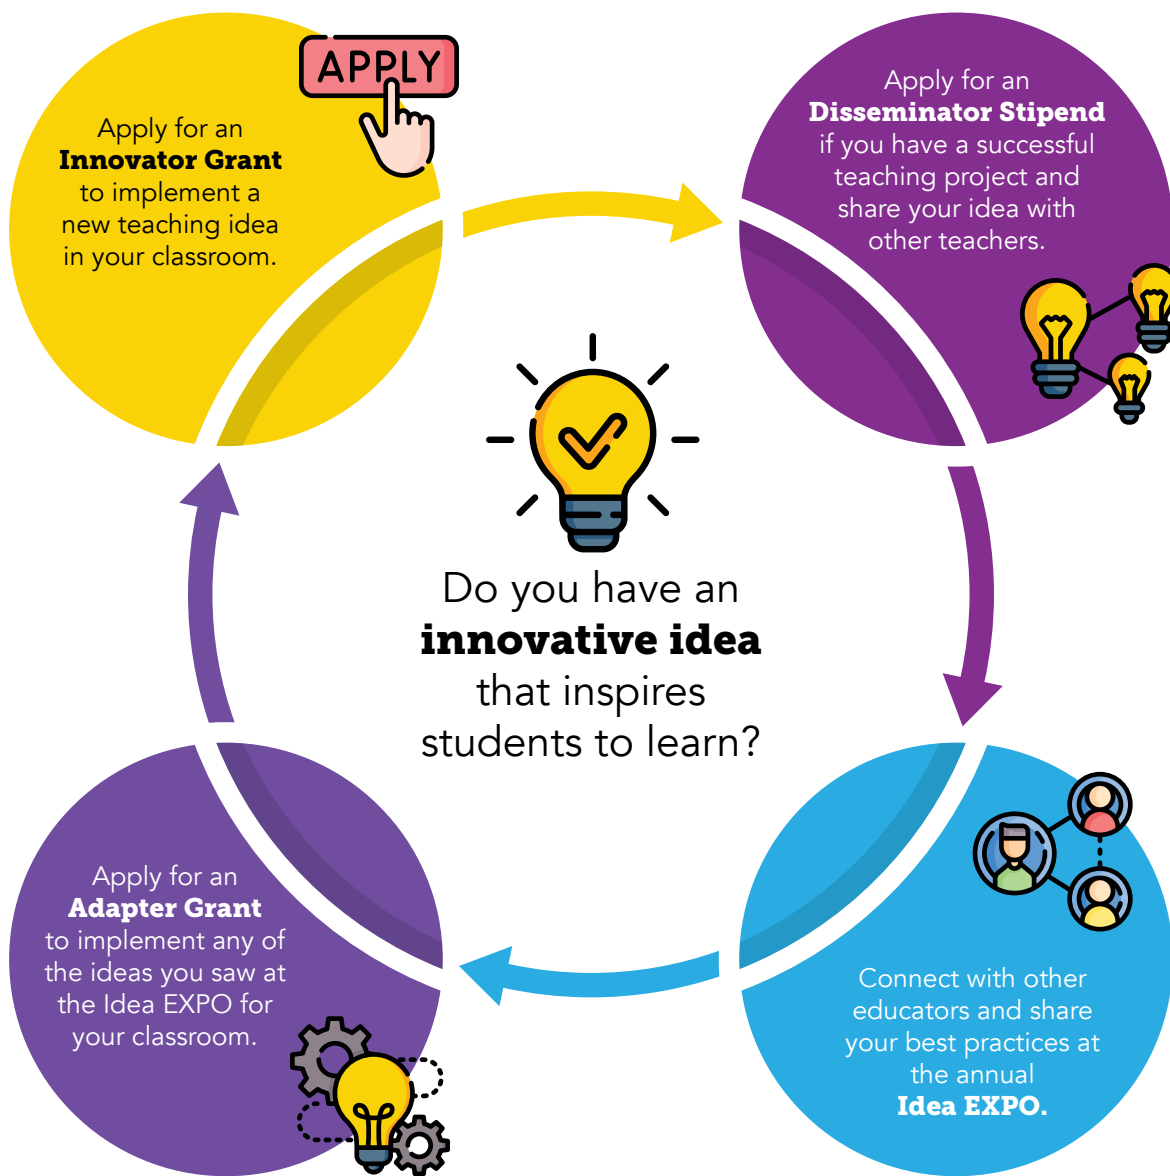 APPLY
Apply for an
Innovator Grant
to implement a
new teaching idea
in your classroom.
Apply for an
Disseminator Stipend
if you have a successful
teaching project and
share your idea with
other teachers.
Do you have an
innovative idea
that inspires
students to learn?
Apply for an
Adapter Grant
to implement any of
the ideas you saw at
the Idea EXPO for
your classroom.
Connect with other
educators and share
your best practices at
the annual
Idea EXPO.